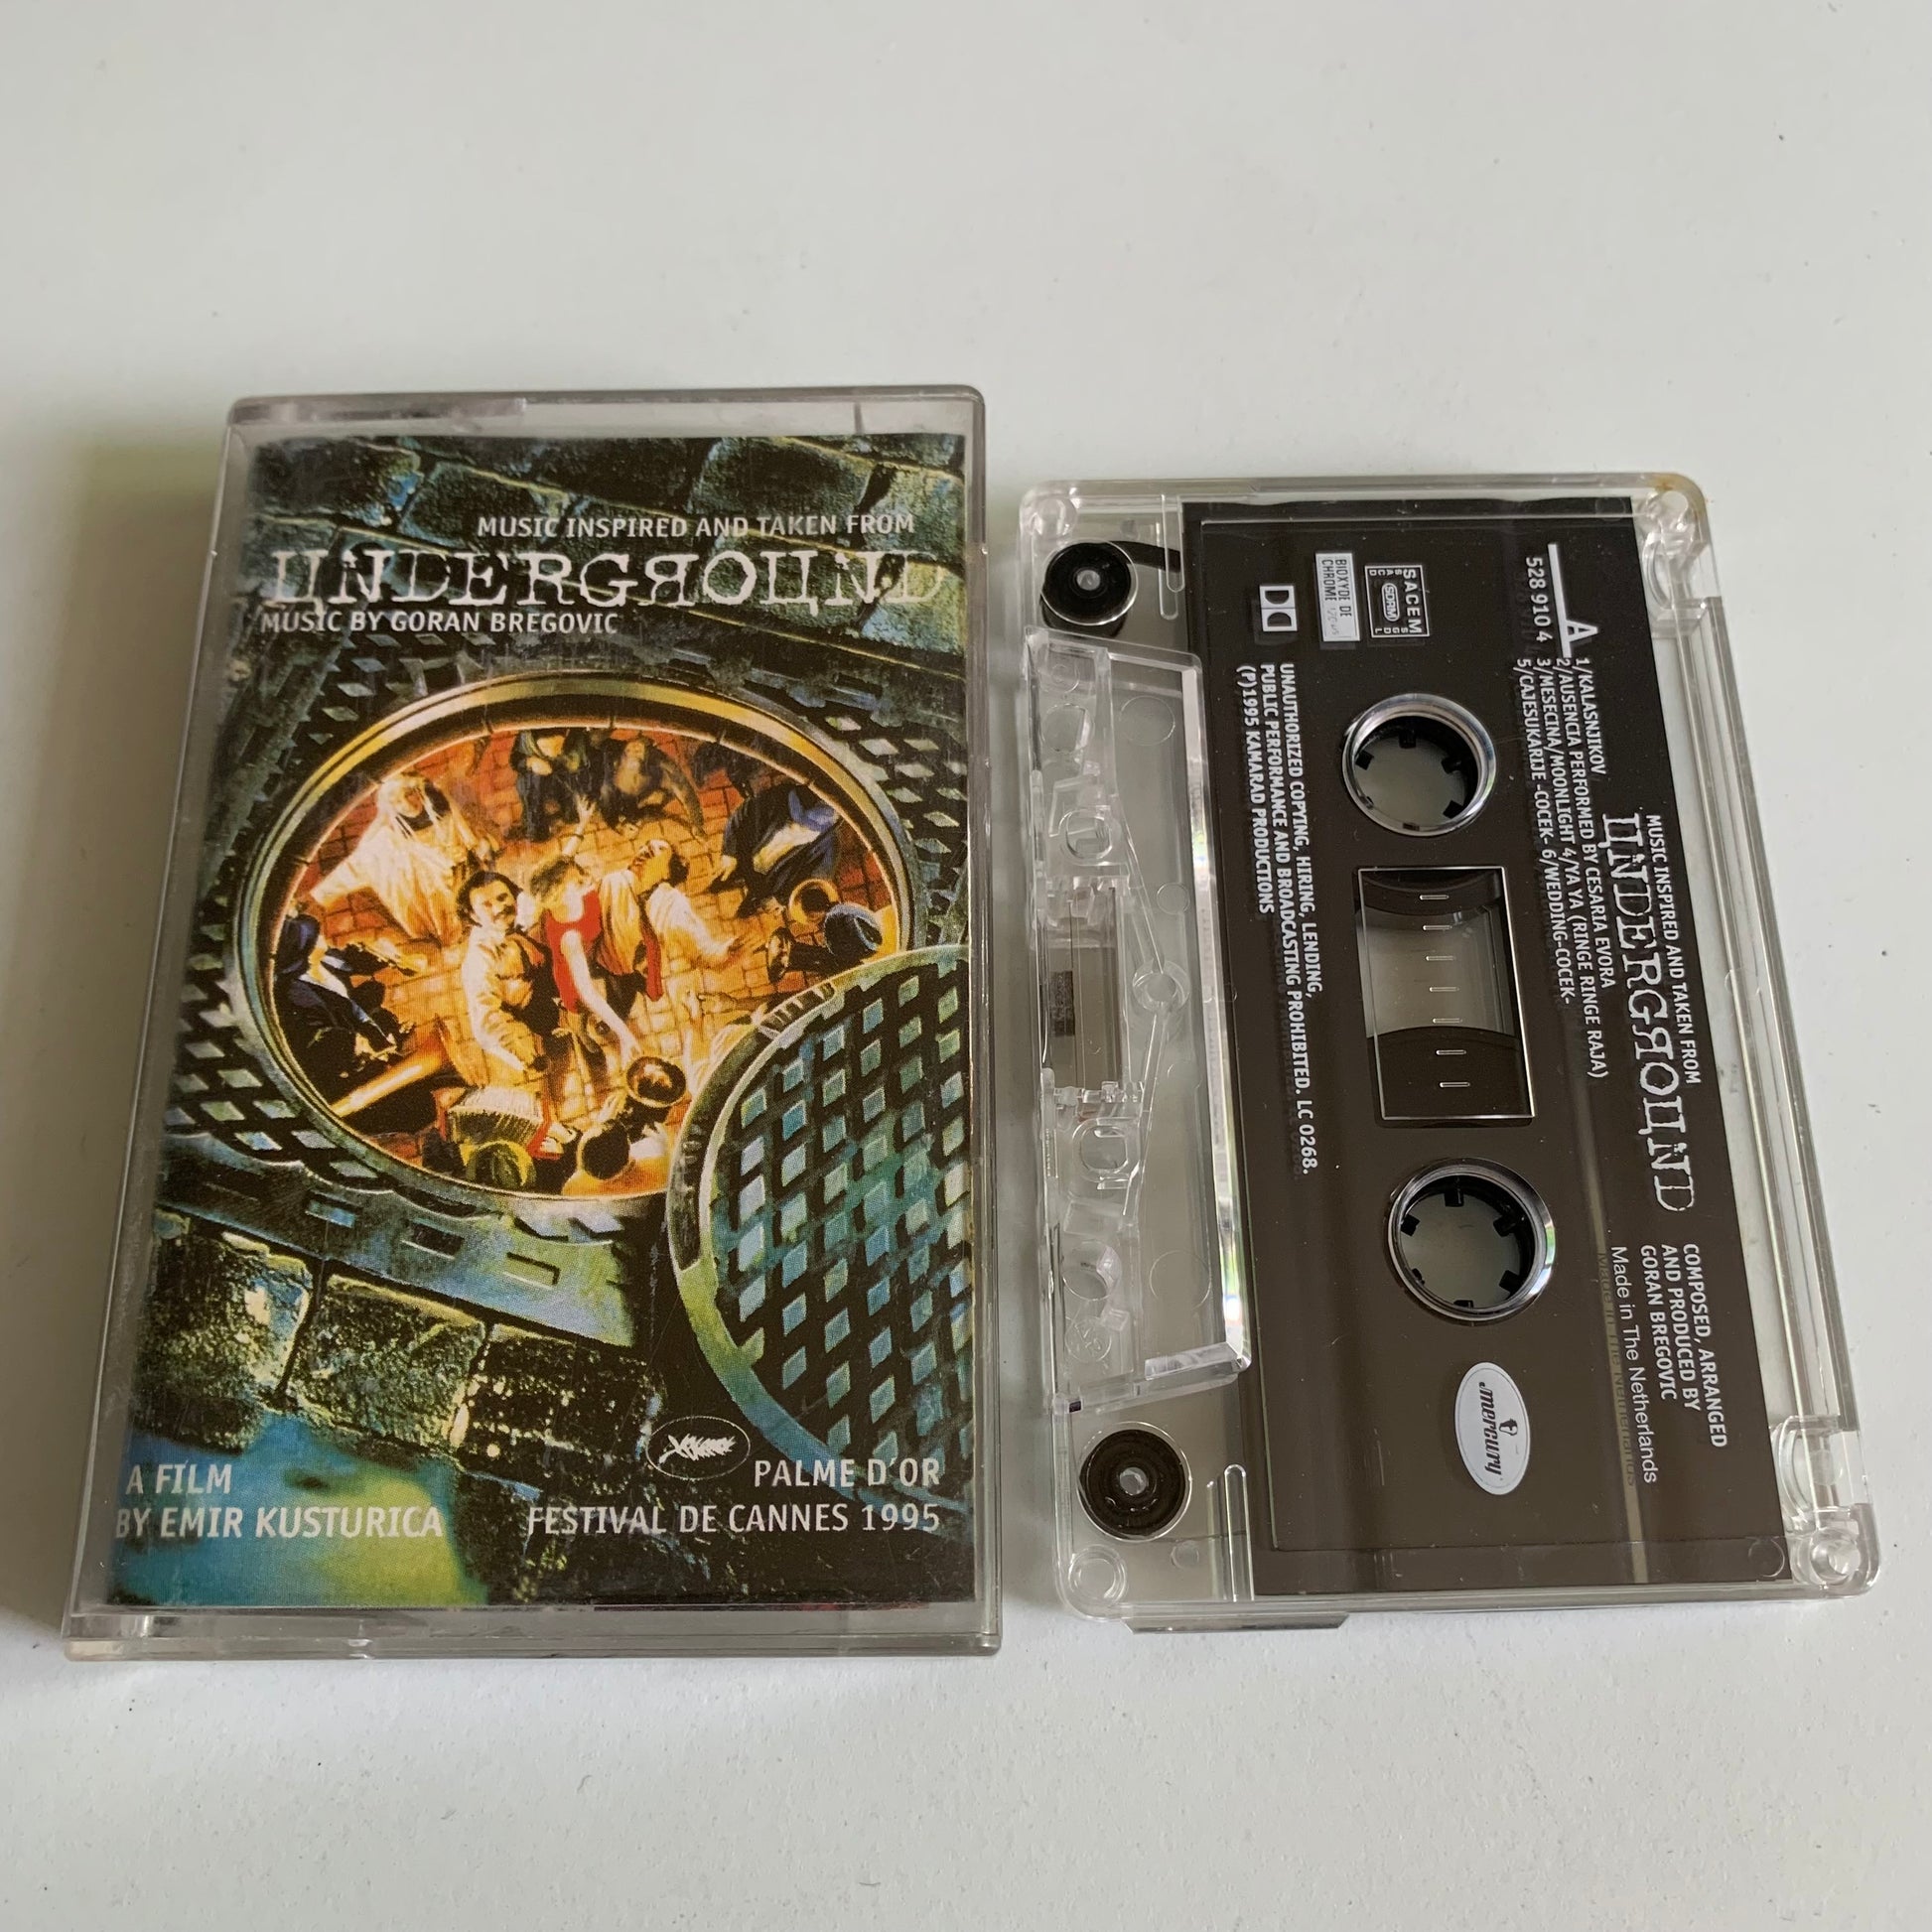 MUSIC INSPIRED AND TAKEN FROM
UNDERGЯOUND
MUSIC BY GORAN BREGOVIC
A FILM
BY EMIR KUSTURICA
PALME D'OR
FESTIVAL DE CANNES 1995
MUSIC INSPIRED AND TAKEN FROM
UNDERGЯOUND
COMPOSED, ARRANGED
AND PRODUCED BY
GORAN BREGOVIC
Made in The Netherlands
A
528 910 4
1/KALASNJIKOV
2/AUSENCIA PERFORMED BY CESARIA EVORA
3/MESECINA/MOONLIGHT 4/YA YA (RINGE RINGE RAJA)
5/CAJESUKARIJE -COCEK- 6/WEDDING-COCEK-
mercury
SACEM
SDRM
SACD
SGDL
BIOXYDE DE
CHROME
UNAUTHORIZED COPYING, HIRING, LENDING,
PUBLIC PERFORMANCE AND BROADCASTING PROHIBITED. LC 0268.
(P)1995 KAMARAD PRODUCTIONS